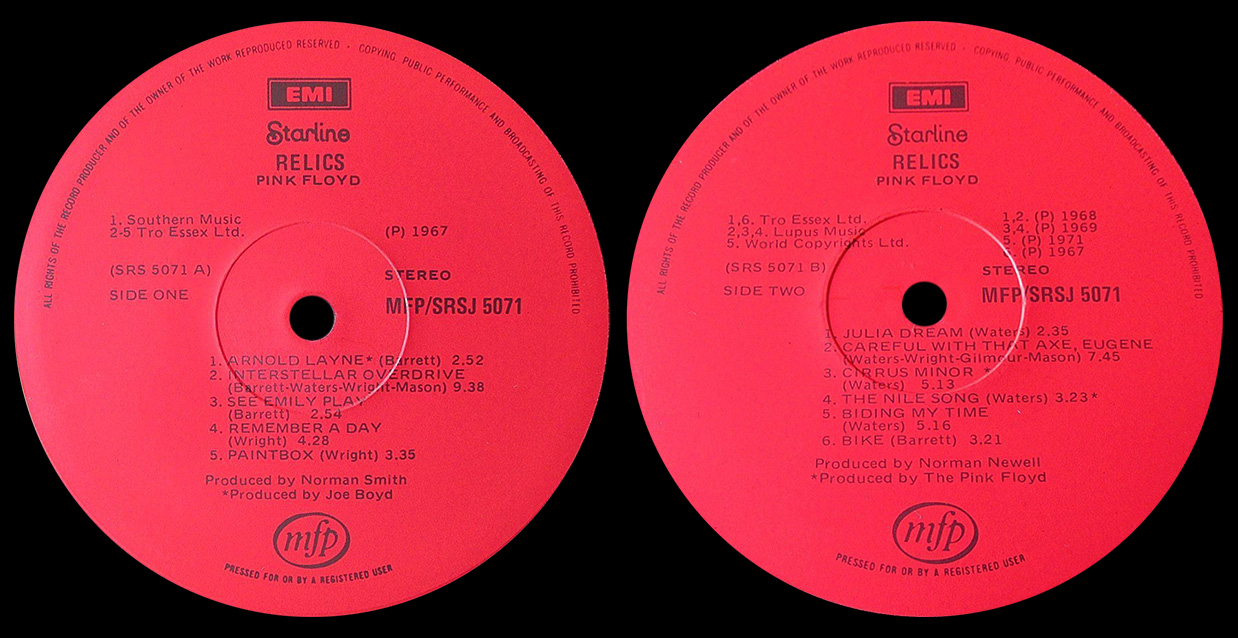 ALL RIGHTS OF THE RECORD PRODUCER AND OF THE OWNER OF THE WORK REPRODUCED RESERVED · COPYING, PUBLIC PERFORMANCE AND BROADCASTING OF THIS RECORD PROHIBITED
EMI
Starline
RELICS
PINK FLOYD
1. Southern Music
2-5 Tro Essex Ltd.
(P) 1967
(SRS 5071 A)
STEREO
SIDE ONE
MFP/SRSJ 5071
1. ARNOLD LAYNE* (Barrett) 2.52
2. INTERSTELLAR OVERDRIVE
(Barrett-Waters-Wright-Mason) 9.38
3. SEE EMILY PLAY
(Barrett) 2.54
4. REMEMBER A DAY
(Wright) 4.28
5. PAINTBOX (Wright) 3.35
Produced by Norman Smith
*Produced by Joe Boyd
mfp
PRESSED FOR OR BY A REGISTERED USER
ALL RIGHTS OF THE RECORD PRODUCER AND OF THE OWNER OF THE WORK REPRODUCED RESERVED · COPYING, PUBLIC PERFORMANCE AND BROADCASTING OF THIS RECORD PROHIBITED
EMI
Starline
RELICS
PINK FLOYD
1,6. Tro Essex Ltd.
2,3,4. Lupus Music
5. World Copyrights Ltd.
1,2. (P) 1968
3,4. (P) 1969
5. (P) 1971
6. (P) 1967
(SRS 5071 B)
STEREO
SIDE TWO
MFP/SRSJ 5071
1. JULIA DREAM (Waters) 2.35
2. CAREFUL WITH THAT AXE, EUGENE
(Waters-Wright-Gilmour-Mason) 7.45
3. CIRRUS MINOR *
(Waters) 5.13
4. THE NILE SONG (Waters) 3.23*
5. BIDING MY TIME
(Waters) 5.16
6. BIKE (Barrett) 3.21
Produced by Norman Newell
*Produced by The Pink Floyd
mfp
PRESSED FOR OR BY A REGISTERED USER